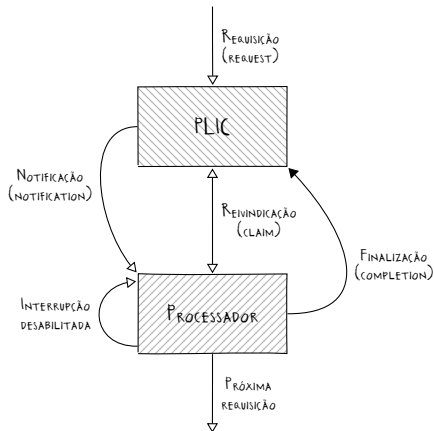 Requisição
(request)
PLIC
Notificação
(notification)
Reivindicação
(claim)
Finalização
(completion)
Interrupção
desabilitada
Processador
Próxima
requisição